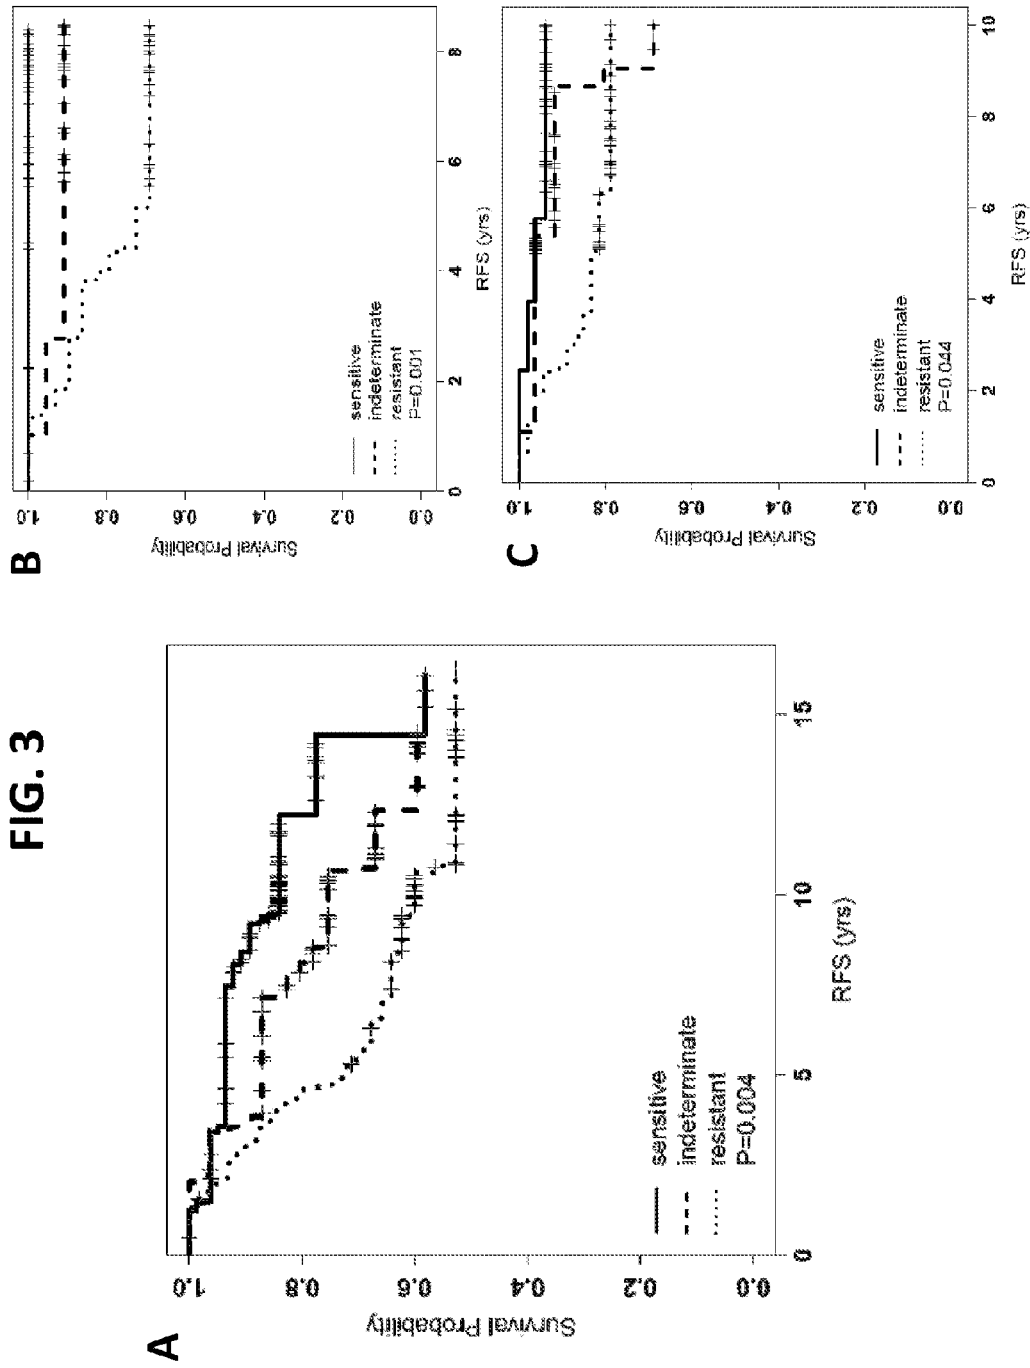 FIG. 3
A
Survival Probability
1.0
0.8
0.6
0.4
0.2
0.0
sensitive
indeterminate
resistant
P=0.004
0
5
10
15
RFS (yrs)
B
Survival Probability
1.0
0.8
0.6
0.4
0.2
0.0
sensitive
indeterminate
resistant
P=0.001
0
2
4
6
8
RFS (yrs)
C
Survival Probability
1.0
0.8
0.6
0.4
0.2
0.0
sensitive
indeterminate
resistant
P=0.044
0
2
4
6
8
10
RFS (yrs)